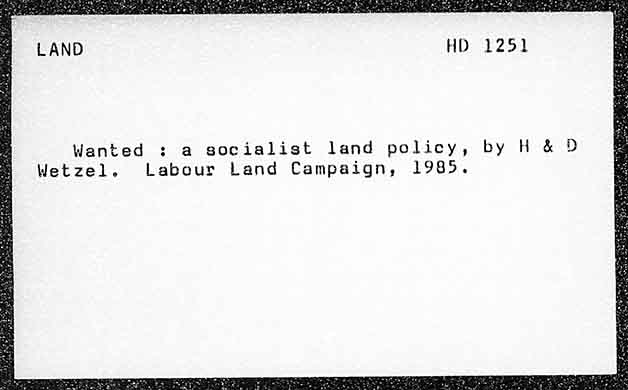 LAND HD 1251
Wanted : a socialist land policy, by H & D
Wetzel. Labour Land Campaign, 1985.